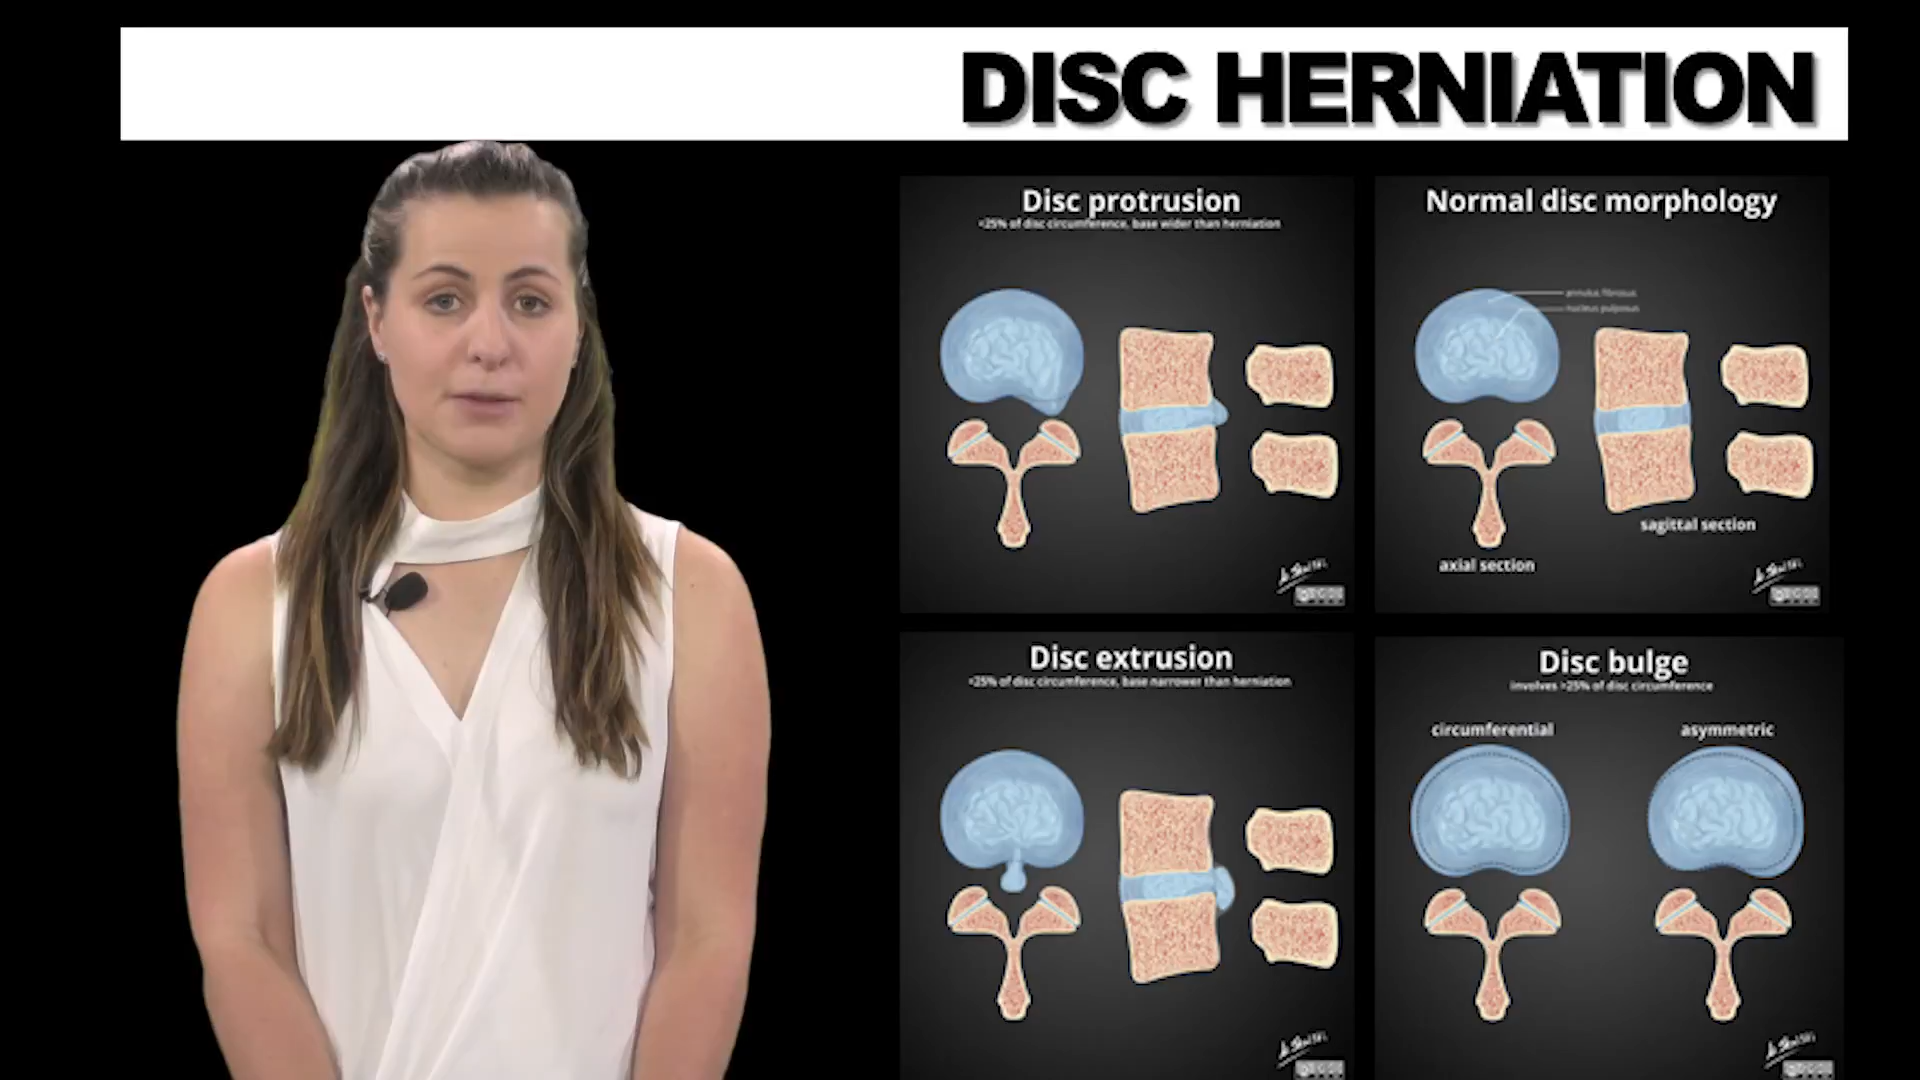 DISC HERNIATION
Disc protrusion
<25% of disc circumference, base wider than herniation
Normal disc morphology
annulus fibrosus
nucleus pulposus
sagittal section
axial section
Disc extrusion
<25% of disc circumference, base narrower than herniation
Disc bulge
involves >25% of disc circumference
circumferential
asymmetric